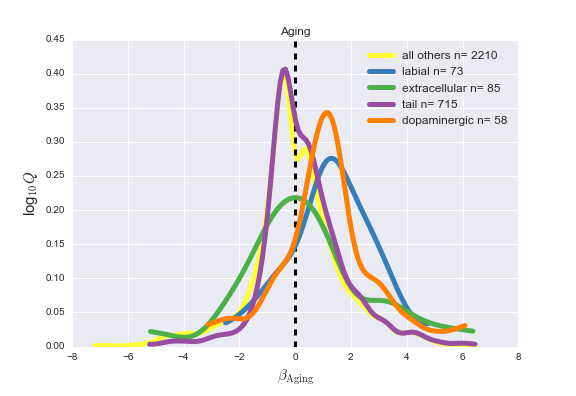 Aging
0.45
0.40
0.35
0.30
0.25
0.20
0.15
0.10
0.05
0.00
log₁₀ Q
all others n= 2210
labial n= 73
extracellular n= 85
tail n= 715
dopaminergic n= 58
−8 −6 −4 −2 0 2 4 6 8
β_Aging